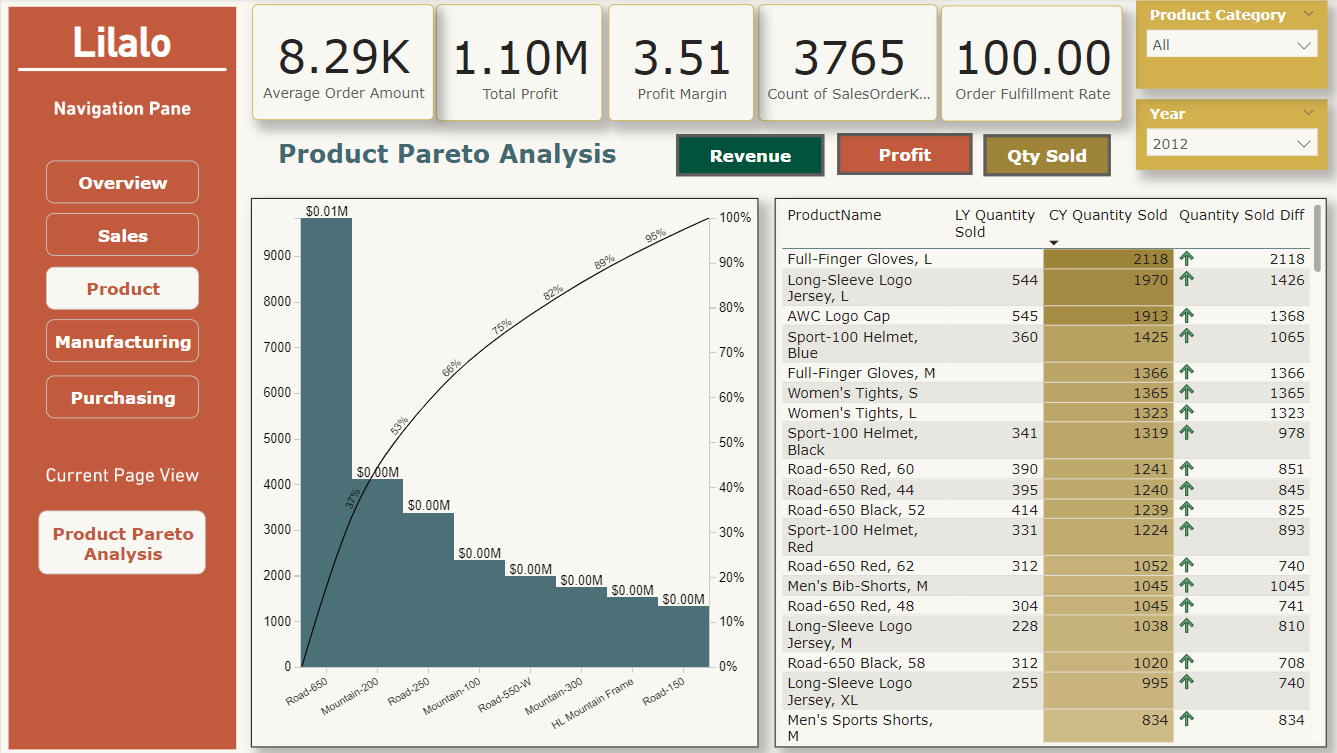 Lilalo
Navigation Pane
Overview
Sales
Product
Manufacturing
Purchasing
Current Page View
Product Pareto
Analysis
8.29K
Average Order Amount
1.10M
Total Profit
3.51
Profit Margin
3765
Count of SalesOrderK...
100.00
Order Fulfillment Rate
Product Category
All
Year
2012
Product Pareto Analysis
Revenue
Profit
Qty Sold
9000
8000
7000
6000
5000
4000
3000
2000
1000
0
$0.01M
$0.00M
$0.00M
$0.00M
$0.00M
$0.00M
$0.00M
$0.00M
37%
53%
66%
75%
82%
89%
95%
100%
90%
80%
70%
60%
50%
40%
30%
20%
10%
0%
Road-650
Mountain-200
Road-250
Mountain-100
Road-550-W
Mountain-300
HL Mountain Frame
Road-150
ProductName LY Quantity CY Quantity Sold Quantity Sold Diff
Sold
Full-Finger Gloves, L 2118 2118
Long-Sleeve Logo 544 1970 1426
Jersey, L
AWC Logo Cap 545 1913 1368
Sport-100 Helmet, 360 1425 1065
Blue
Full-Finger Gloves, M 1366 1366
Women's Tights, S 1365 1365
Women's Tights, L 1323 1323
Sport-100 Helmet, 341 1319 978
Black
Road-650 Red, 60 390 1241 851
Road-650 Red, 44 395 1240 845
Road-650 Black, 52 414 1239 825
Sport-100 Helmet, 331 1224 893
Red
Road-650 Red, 62 312 1052 740
Men's Bib-Shorts, M 1045 1045
Road-650 Red, 48 304 1045 741
Long-Sleeve Logo 228 1038 810
Jersey, M
Road-650 Black, 58 312 1020 708
Long-Sleeve Logo 255 995 740
Jersey, XL
Men's Sports Shorts, 834 834
M